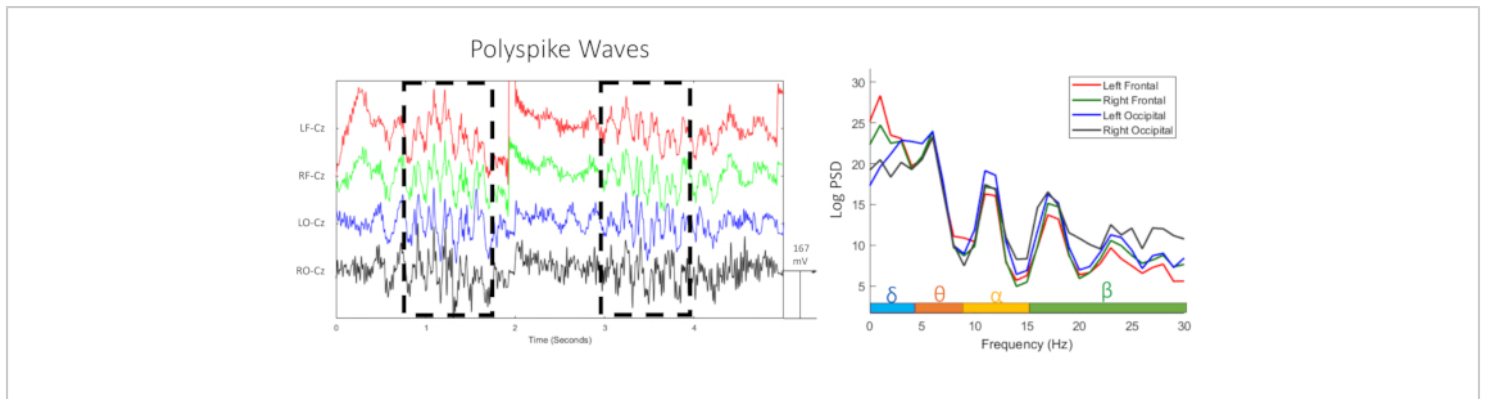 Polyspike Waves
LF-Cz
RF-Cz
LO-Cz
RO-Cz
167
mV
0 1 2 3 4
Time (Seconds)
30
25
20
15
10
5
Log PSD
Left Frontal
Right Frontal
Left Occipital
Right Occipital
δ θ α β
0 5 10 15 20 25 30
Frequency (Hz)